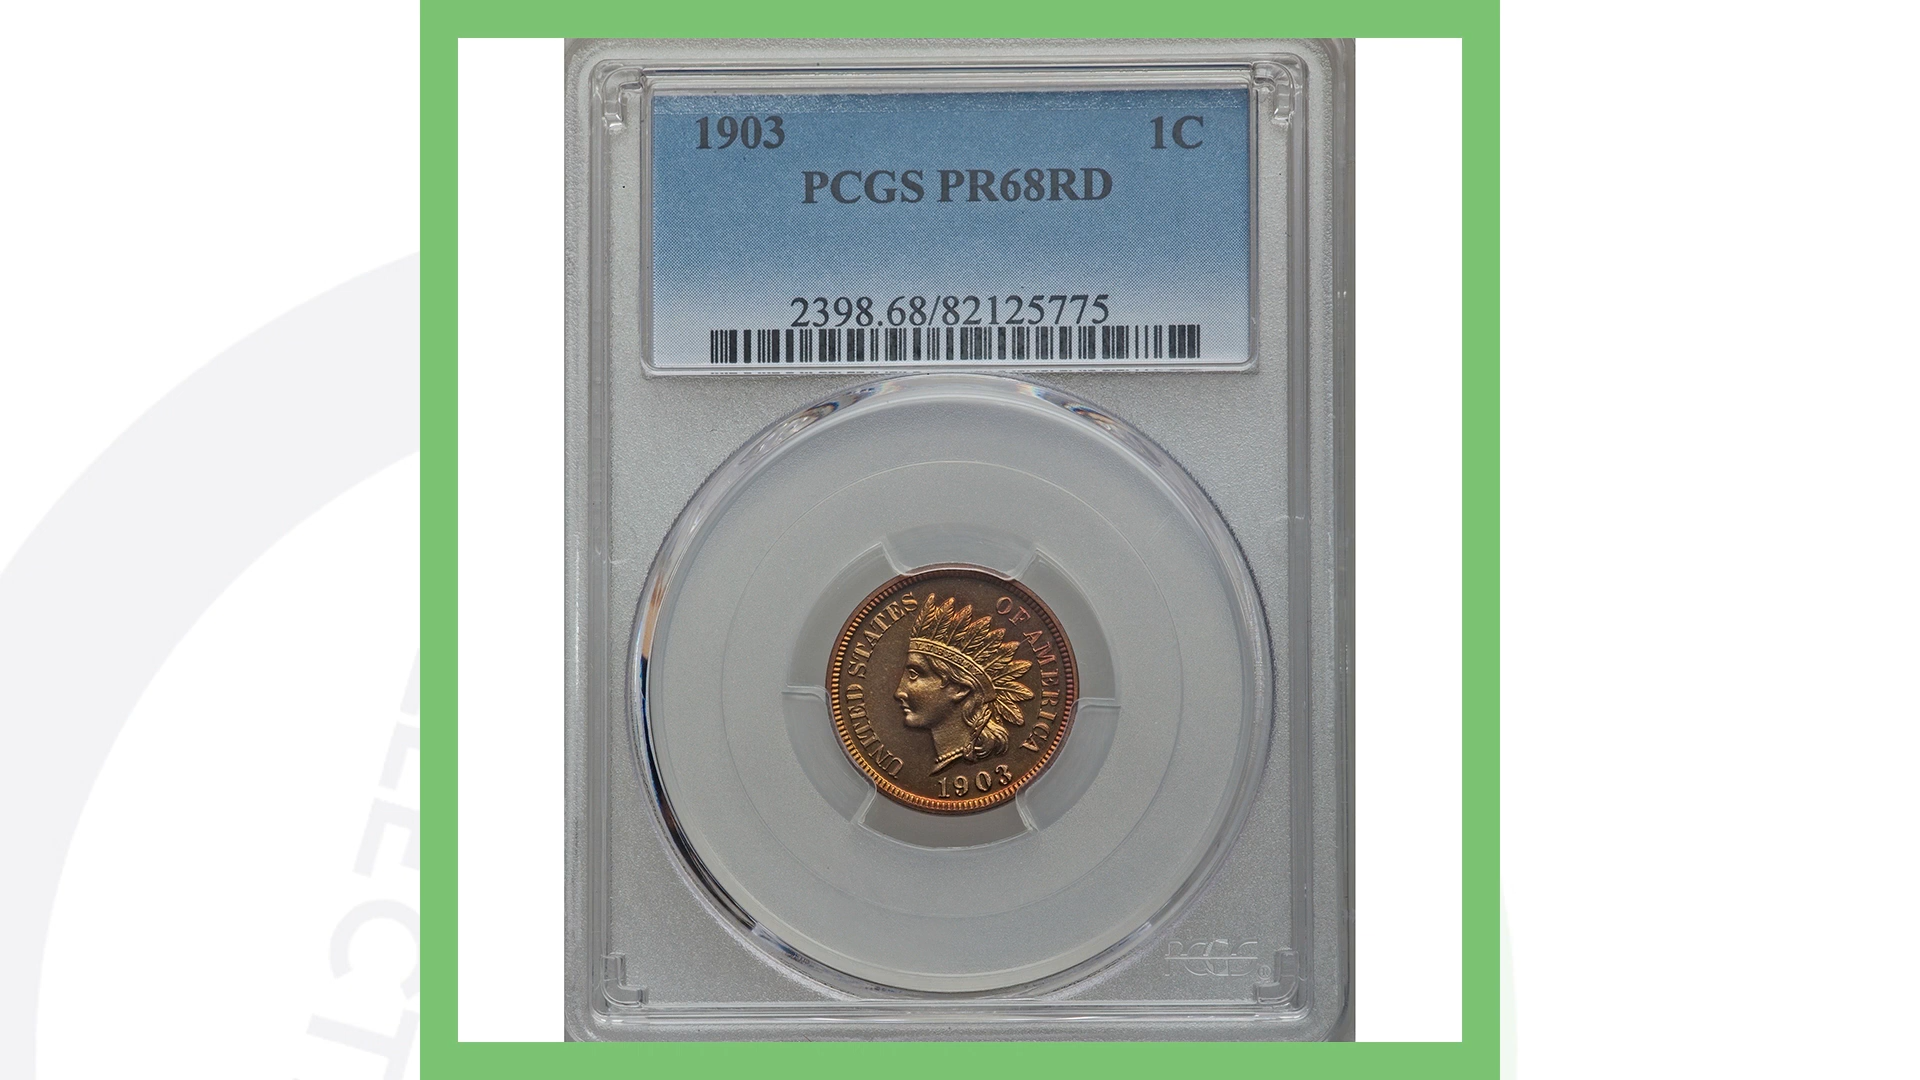 1903 1C
PCGS PR68RD
2398.68/82125775
UNITED STATES OF AMERICA
1903
PCGS